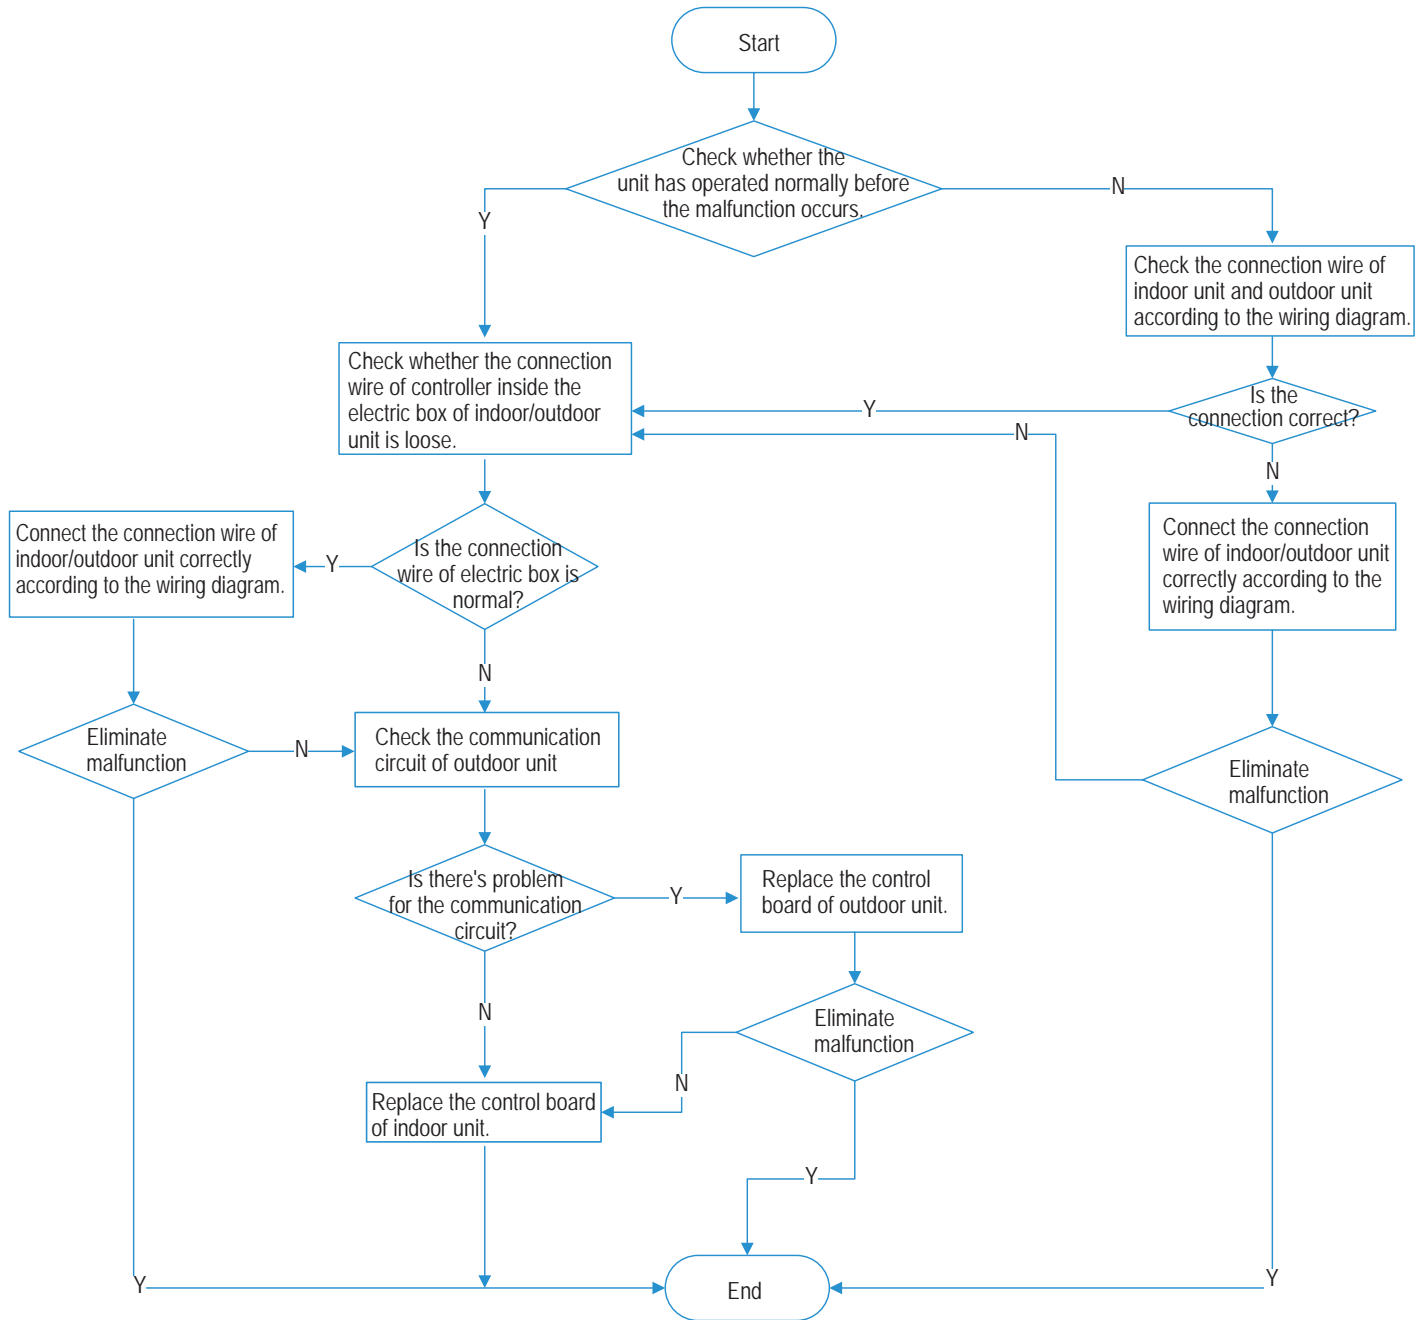 Start
Check whether the
unit has operated normally before
the malfunction occurs.
N
Y
Check the connection wire of
indoor unit and outdoor unit
according to the wiring diagram.
Check whether the connection
wire of controller inside the
electric box of indoor/outdoor
unit is loose.
Y
Is the
connection correct?
N
N
Connect the connection
wire of indoor/outdoor unit
correctly according to the
wiring diagram.
Connect the connection wire of
indoor/outdoor unit correctly
according to the wiring diagram.
Y
Is the connection
wire of electric box is
normal?
N
Eliminate
malfunction
N
Check the communication
circuit of outdoor unit
Eliminate
malfunction
Is there's problem
for the communication
circuit?
Y
Replace the control
board of outdoor unit.
N
Eliminate
malfunction
N
Replace the control board
of indoor unit.
Y
Y
End
Y